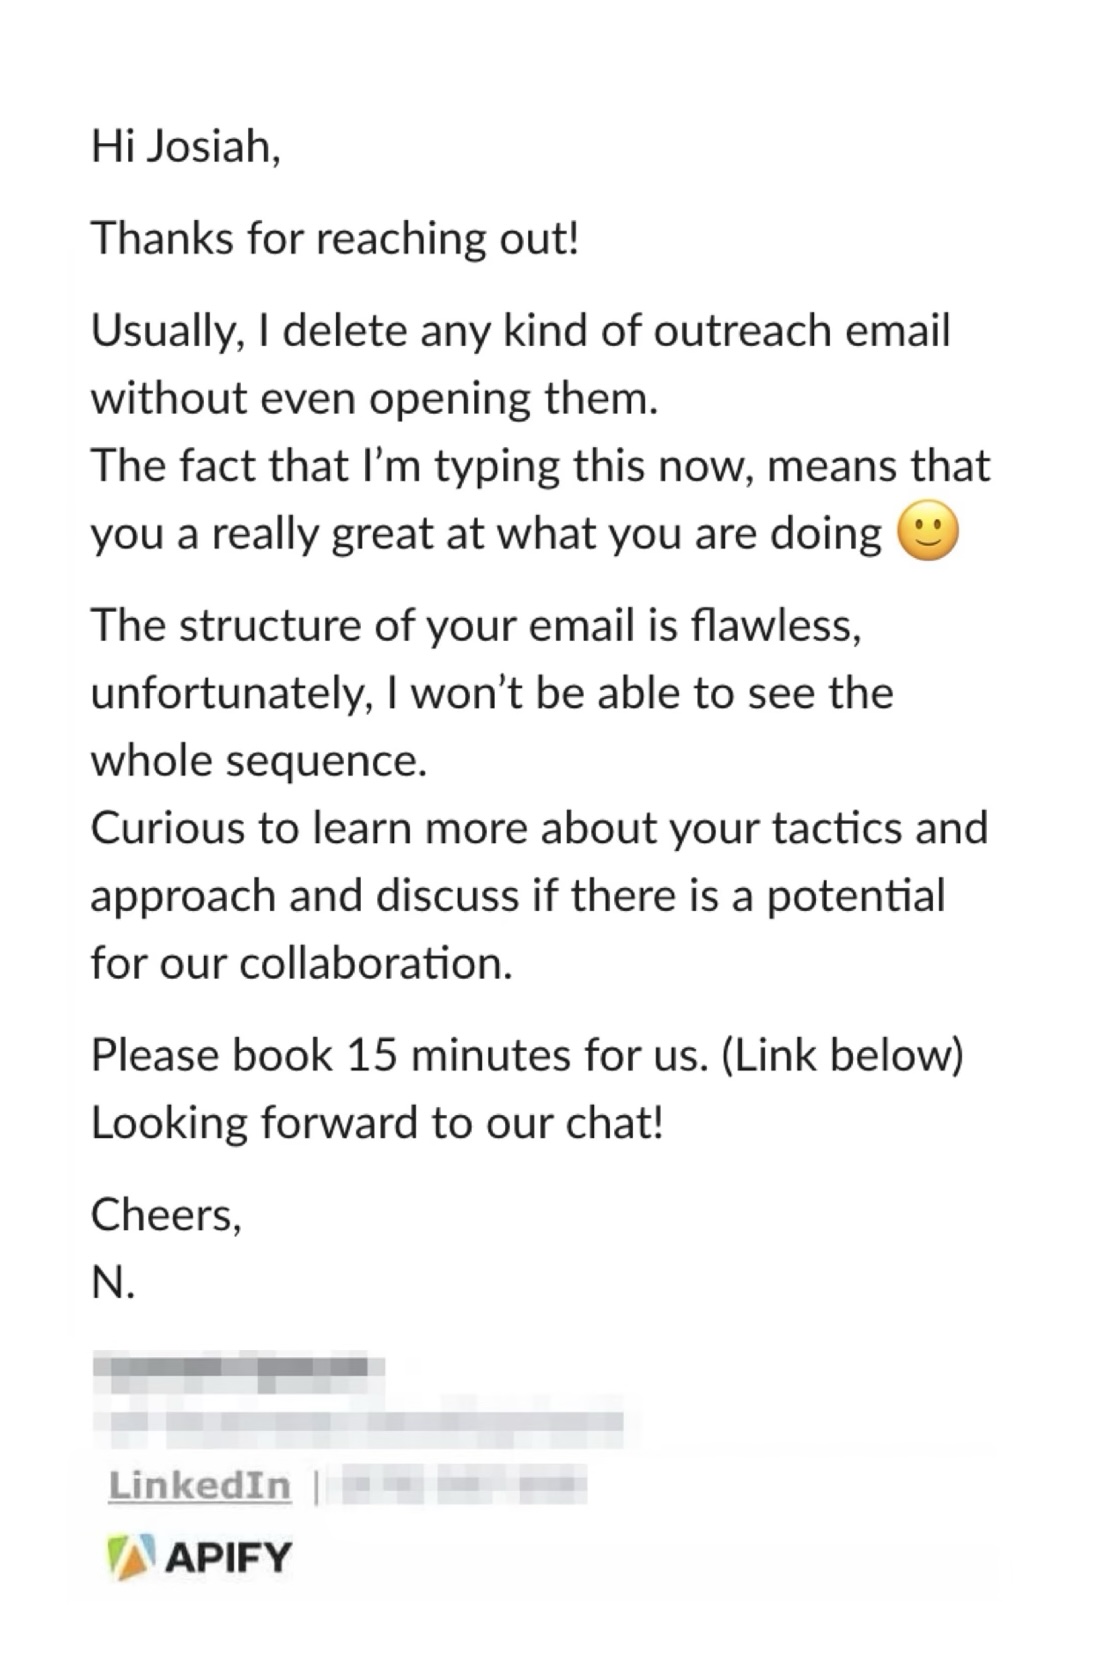 Hi Josiah,
Thanks for reaching out!
Usually, I delete any kind of outreach email
without even opening them.
The fact that I’m typing this now, means that
you a really great at what you are doing 🙂
The structure of your email is flawless,
unfortunately, I won’t be able to see the
whole sequence.
Curious to learn more about your tactics and
approach and discuss if there is a potential
for our collaboration.
Please book 15 minutes for us. (Link below)
Looking forward to our chat!
Cheers,
N.
LinkedIn |
APIFY